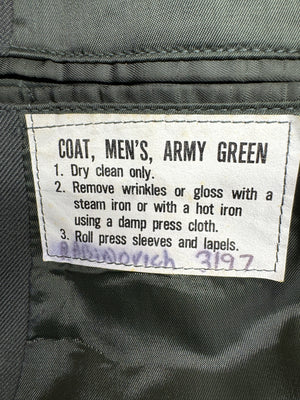 COAT, MEN'S, ARMY GREEN
1. Dry clean only.
2. Remove wrinkles or gloss with a
steam iron or with a hot iron
using a damp press cloth.
3. Roll press sleeves and lapels.
RABiNOVich 3197